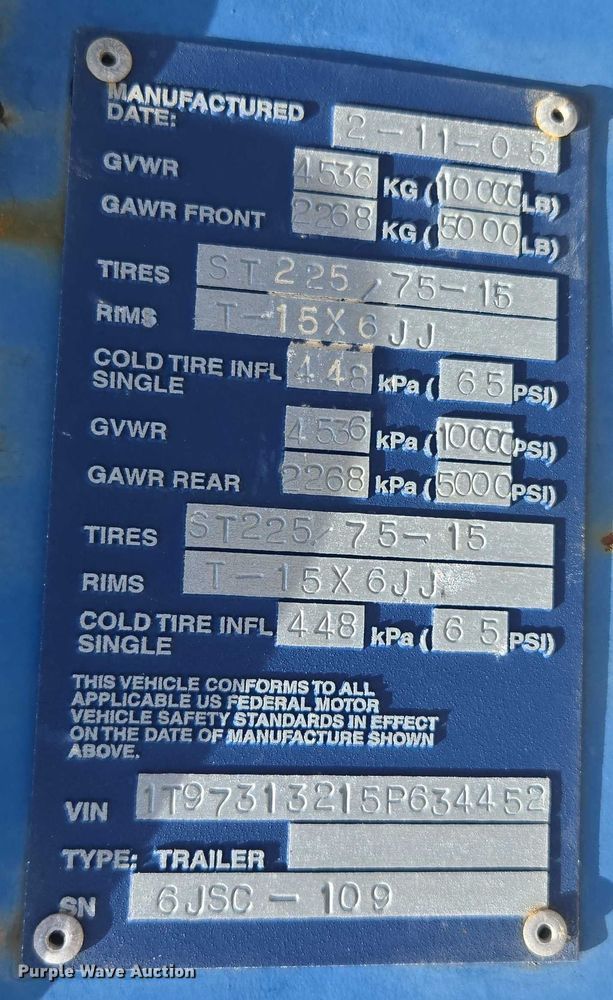 MANUFACTURED
DATE: 2-11-05
GVWR 4536 KG (10000 LB)
GAWR FRONT 2268 KG (5000 LB)
TIRES ST225/75-15
RIMS T-15X6JJ
COLD TIRE INFL 448 kPa (65 PSI)
SINGLE
GVWR 4536 kPa (10000 PSI)
GAWR REAR 2268 kPa (5000 PSI)
TIRES ST225/75-15
RIMS T-15X6JJ
COLD TIRE INFL 448 kPa (65 PSI)
SINGLE
THIS VEHICLE CONFORMS TO ALL
APPLICABLE US FEDERAL MOTOR
VEHICLE SAFETY STANDARDS IN EFFECT
ON THE DATE OF MANUFACTURE SHOWN
ABOVE.
VIN 1T97313215P634452
TYPE: TRAILER
SN 6JSC-109
Purple Wave Auction